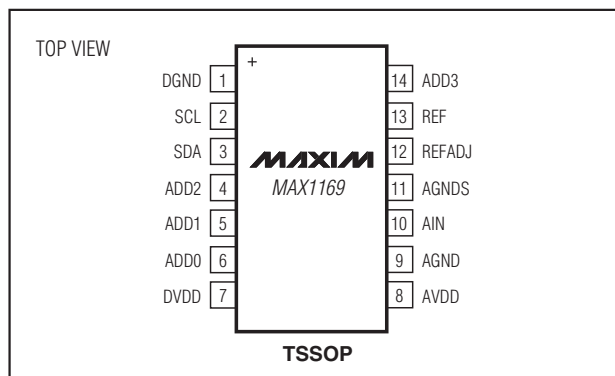 TOP VIEW
+
DGND 1
SCL 2
SDA 3
ADD2 4
ADD1 5
ADD0 6
DVDD 7
MAXIM
MAX1169
14 ADD3
13 REF
12 REFADJ
11 AGNDS
10 AIN
9 AGND
8 AVDD
TSSOP